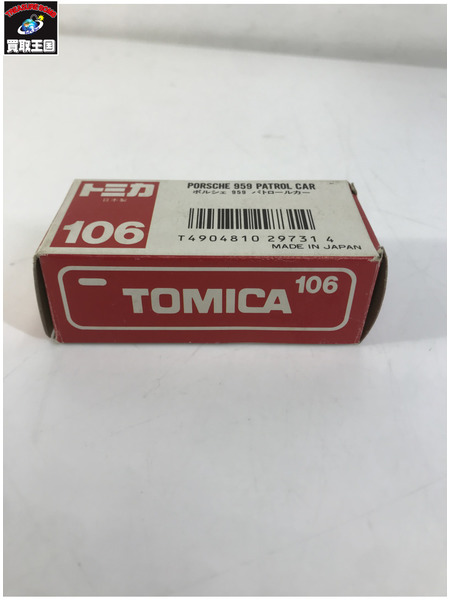 買取王国
トミカ
日本製
106
PORSCHE 959 PATROL CAR
ポルシェ 959 パトロールカー
T4904810 29731 4
MADE IN JAPAN
TOMICA 106